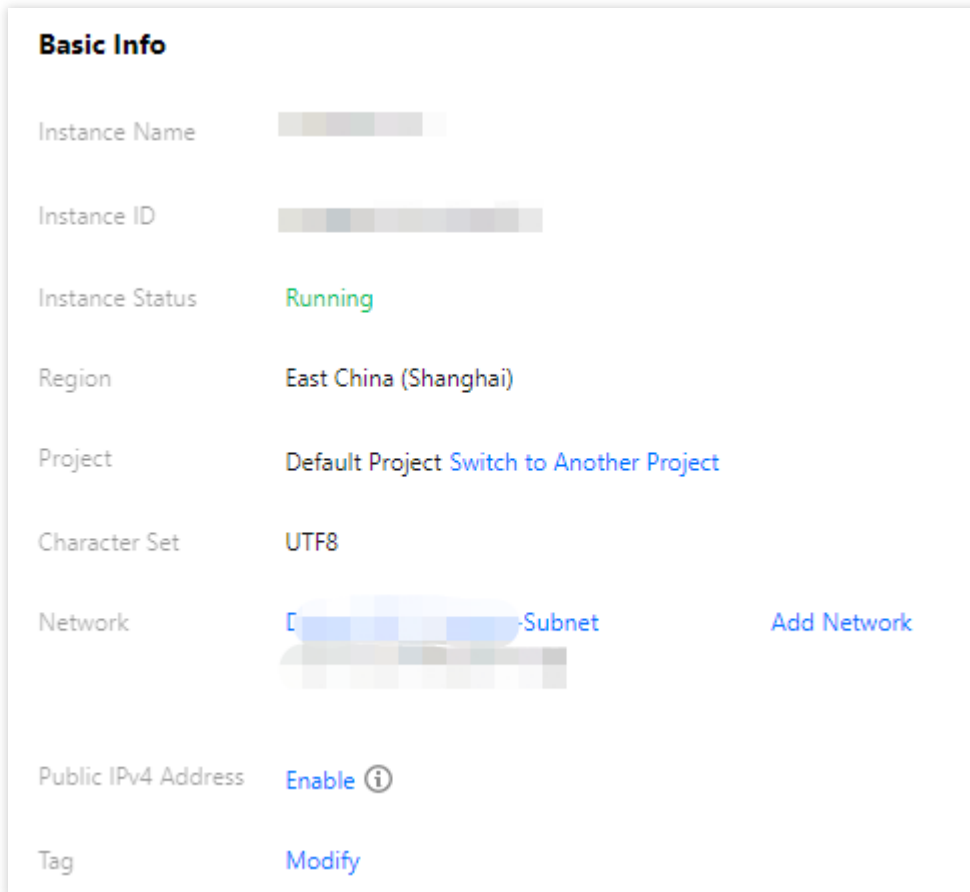 Basic Info
Instance Name
Instance ID
Instance Status Running
Region East China (Shanghai)
Project Default Project Switch to Another Project
Character Set UTF8
Network -Subnet Add Network
Public IPv4 Address Enable
Tag Modify